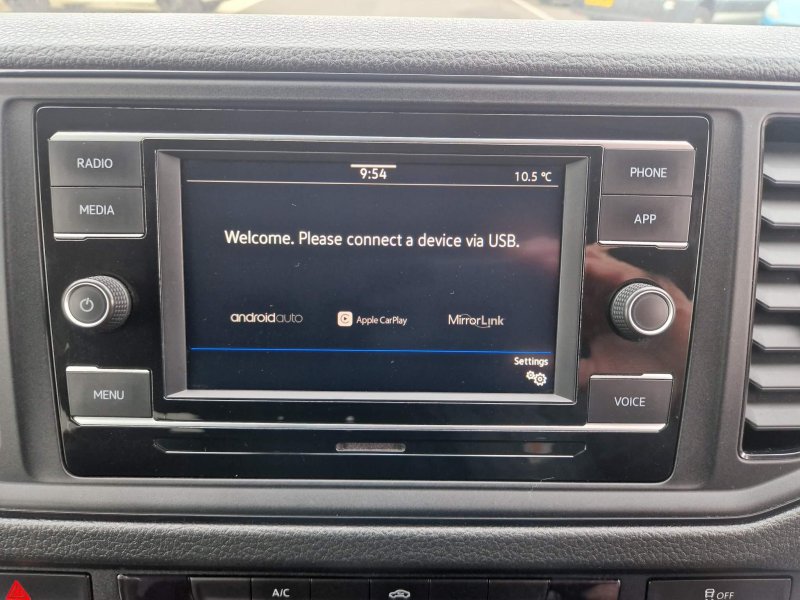 RADIO
MEDIA
9:54
10.5 °C
PHONE
APP
Welcome. Please connect a device via USB.
androidauto
Apple CarPlay
MirrorLink
Settings
MENU
VOICE
A/C
OFF